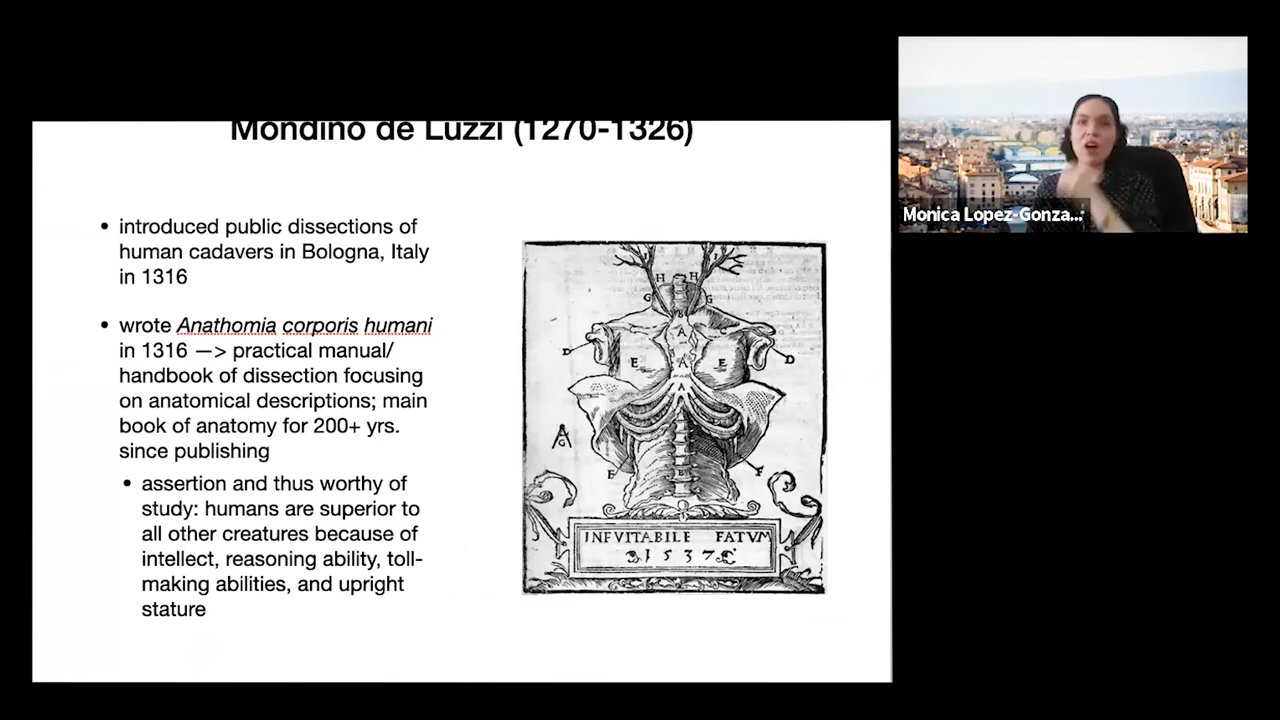 Mondino de Luzzi (1270-1326)
• introduced public dissections of
human cadavers in Bologna, Italy
in 1316
• wrote Anathomia corporis humani
in 1316 —> practical manual/
handbook of dissection focusing
on anatomical descriptions; main
book of anatomy for 200+ yrs.
since publishing
• assertion and thus worthy of
study: humans are superior to
all other creatures because of
intellect, reasoning ability, toll-
making abilities, and upright
stature
H H
G G
B
A C
D D
E A E
A
AG
F B F
INEVITABILE FATVM
1537
Monica Lopez-Gonza...